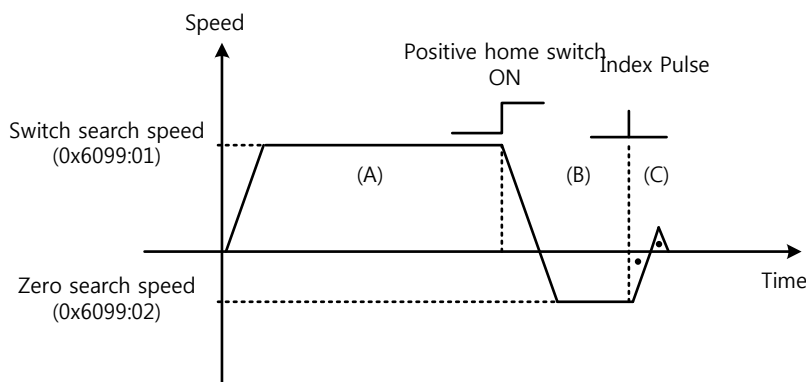 Speed
Positive home switch
ON
Index Pulse
Switch search speed
(0x6099:01)
(A)
(B)
(C)
Zero search speed
(0x6099:02)
Time